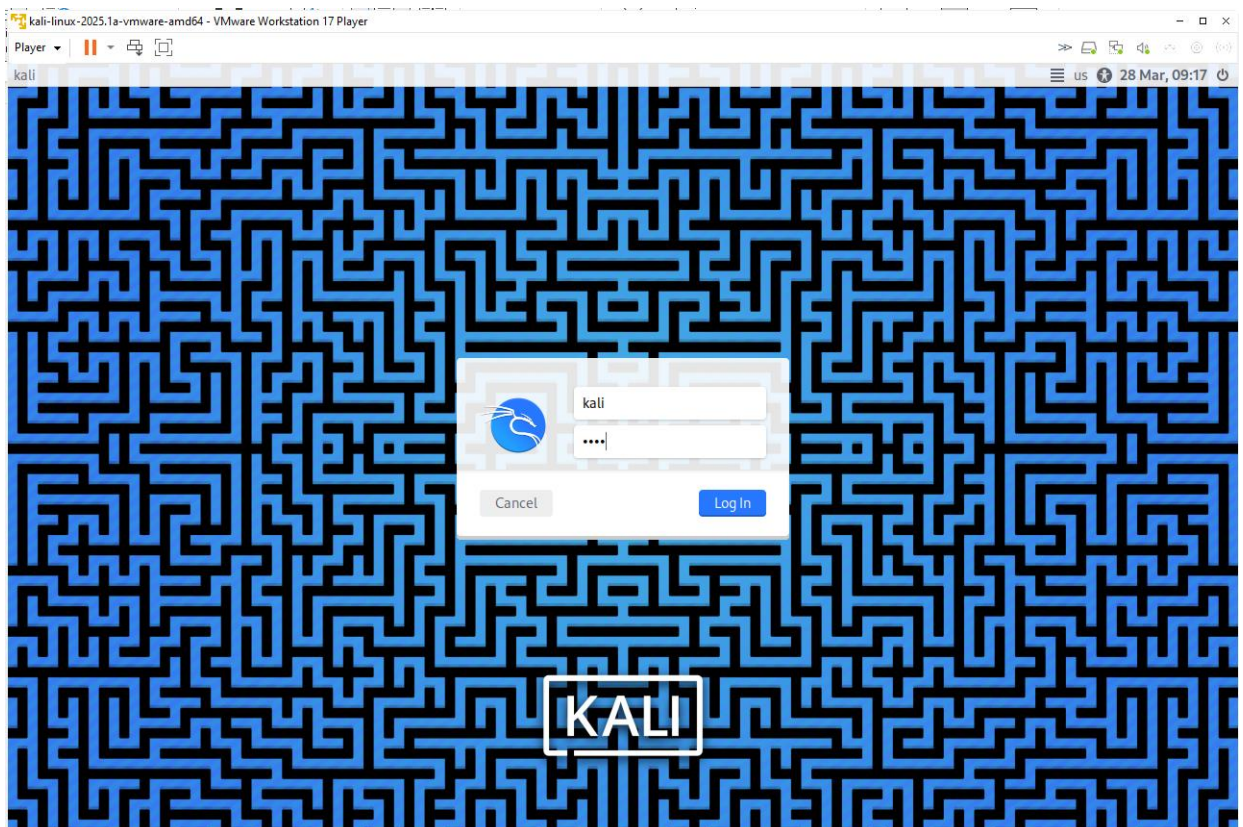 kali-linux-2025.1a-vmware-amd64 - VMware Workstation 17 Player
Player
kali
us
28 Mar, 09:17
kali
••••
Cancel
Log In
KALI